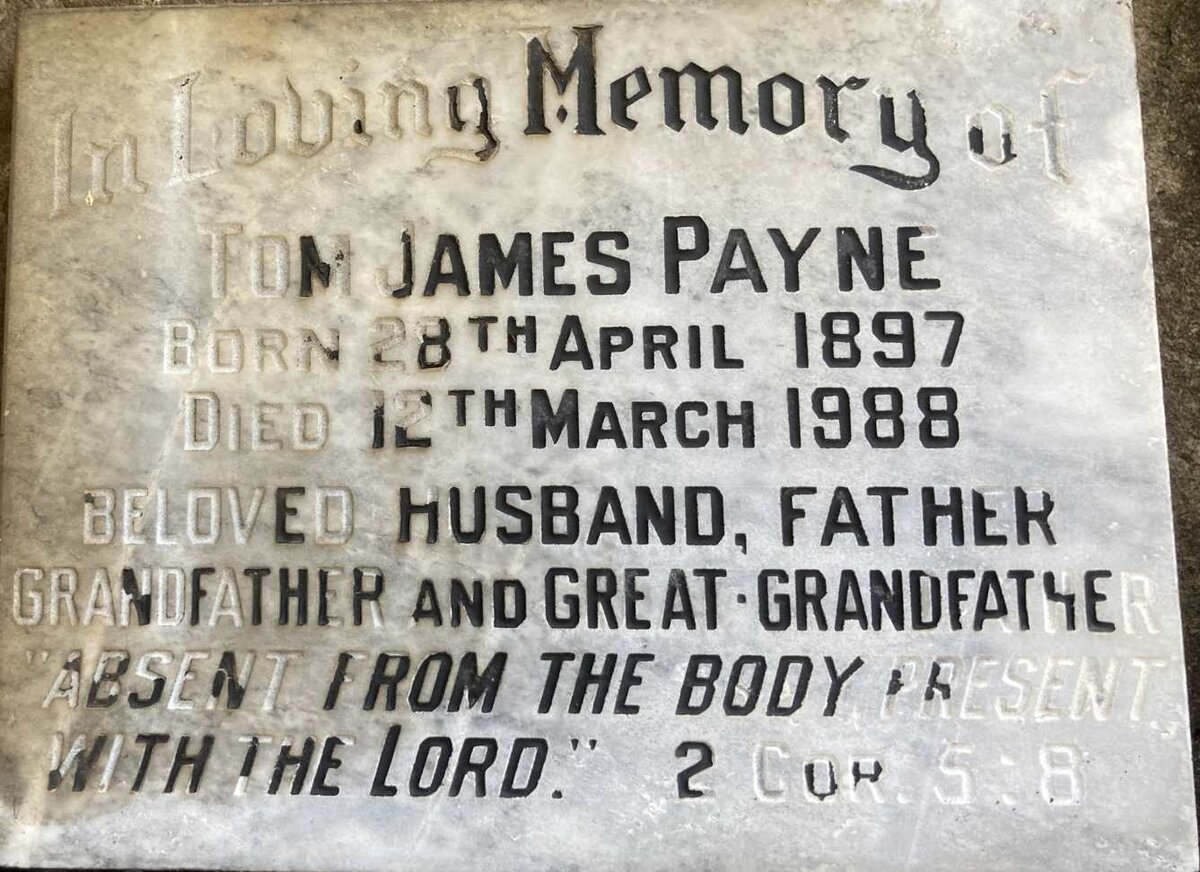 In Loving Memory of
TOM JAMES PAYNE
BORN 28TH APRIL 1897
DIED 12TH MARCH 1988
BELOVED HUSBAND, FATHER
GRANDFATHER AND GREAT-GRANDFATHER
"ABSENT FROM THE BODY, PRESENT
WITH THE LORD." 2 COR. 5:8